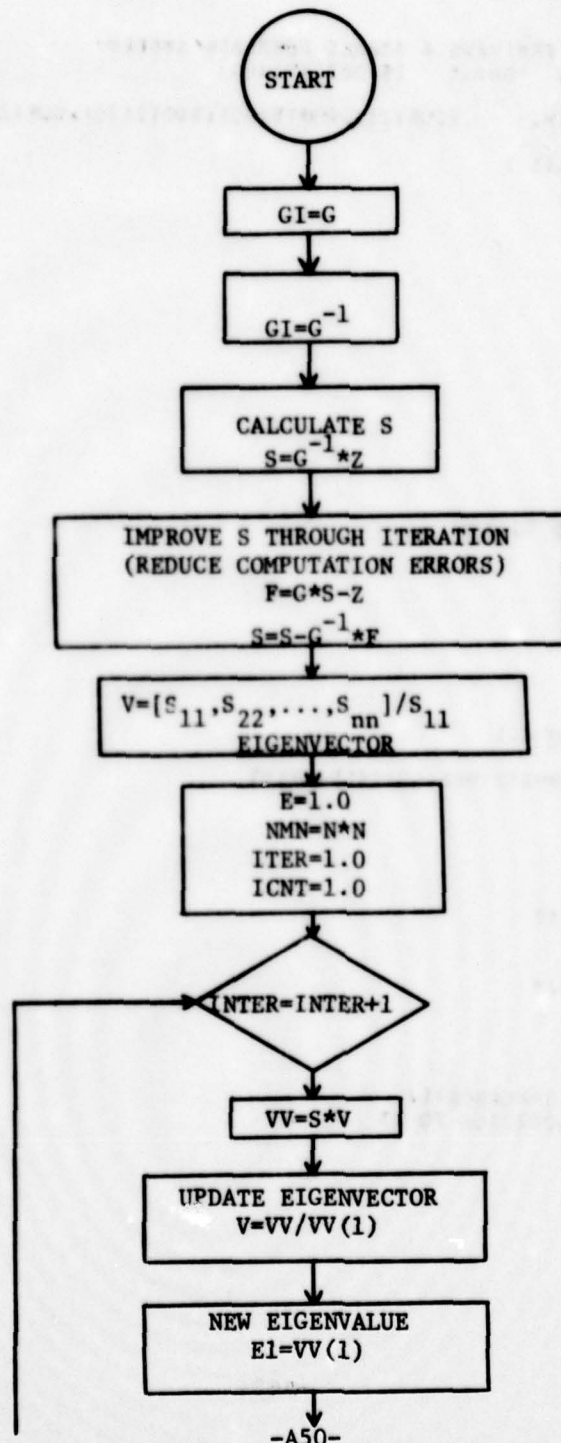 START
GI=G
GI=G⁻¹
CALCULATE S
S=G⁻¹*Z
IMPROVE S THROUGH ITERATION
(REDUCE COMPUTATION ERRORS)
F=G*S-Z
S=S-G⁻¹*F
V=[S₁₁,S₂₂,...,Sₙₙ]/S₁₁
EIGENVECTOR
E=1.0
NMN=N*N
ITER=1.0
ICNT=1.0
INTER=INTER+1
VV=S*V
UPDATE EIGENVECTOR
V=VV/VV(1)
NEW EIGENVALUE
E1=VV(1)
-A50-